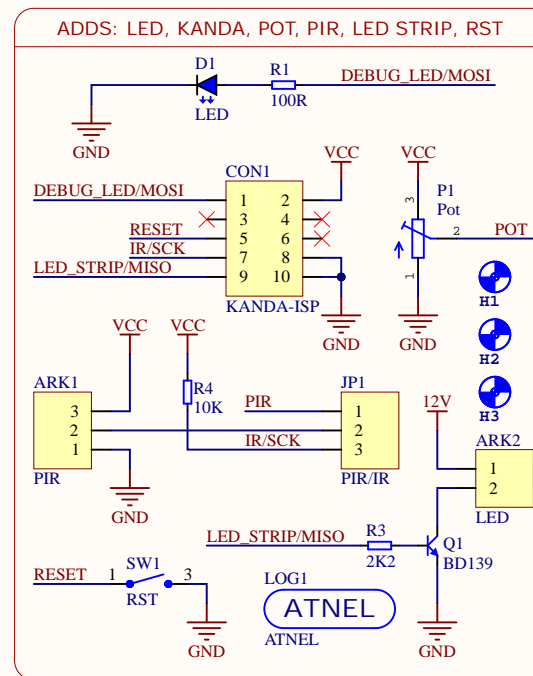 ADDS: LED, KANDA, POT, PIR, LED STRIP, RST
D1
LED
R1
100R
DEBUG_LED/MOSI
GND
CON1
VCC
VCC
DEBUG_LED/MOSI
1
2
3
4
RESET
5
6
IR/SCK
7
8
LED_STRIP/MISO
9
10
KANDA-ISP
GND
P1
Pot
3
2
POT
1
GND
H1
H2
H3
VCC
VCC
ARK1
3
2
1
PIR
GND
R4
10K
PIR
IR/SCK
JP1
1
2
3
PIR/IR
12V
ARK2
1
2
LED
LED_STRIP/MISO
R3
2K2
Q1
BD139
GND
RESET
1
SW1
3
RST
GND
LOG1
ATNEL
ATNEL